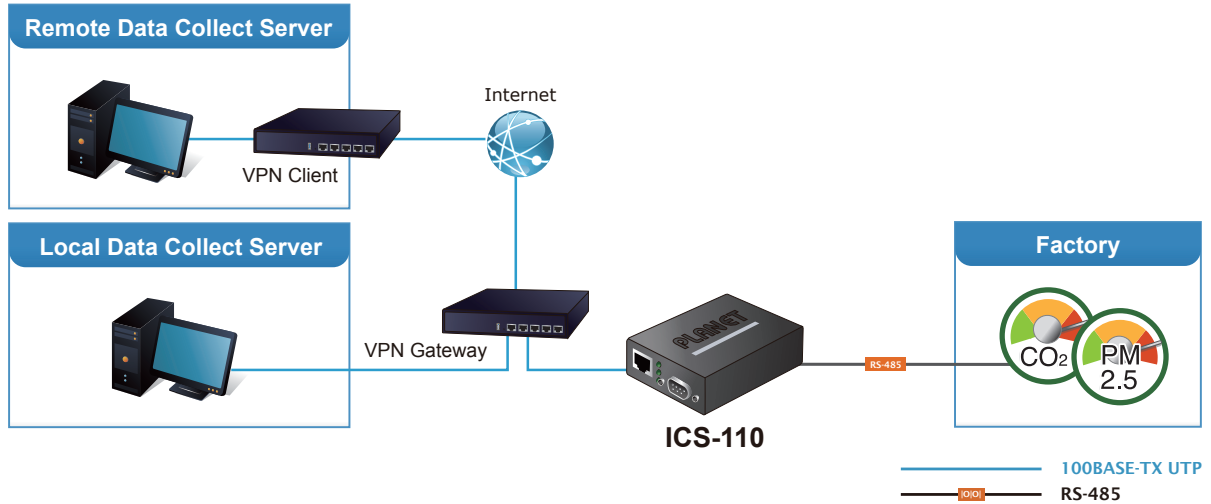 Remote Data Collect Server
Internet
VPN Client
Local Data Collect Server
VPN Gateway
PLANET
ICS-110
RS-485
Factory
CO2
PM
2.5
100BASE-TX UTP
|O|O|
RS-485